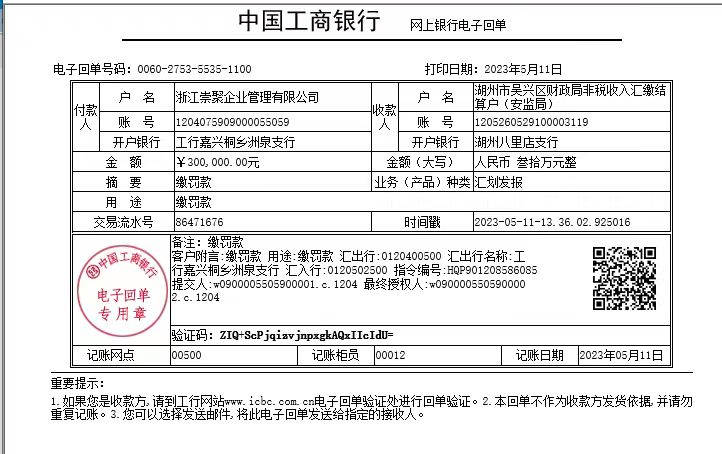 中国工商银行 网上银行电子回单
电子回单号码：0060-2753-5535-1100 打印日期：2023年5月11日
付款人 户 名 浙江崇聚企业管理有限公司 收款人 户 名 湖州市吴兴区财政局非税收入汇缴结
算户（安监局）
账 号 1204075909000055059 账 号 1205260529100003119
开户银行 工行嘉兴桐乡洲泉支行 开户银行 湖州八里店支行
金 额 ￥300,000.00元 金额（大写） 人民币 叁拾万元整
摘 要 缴罚款 业务（产品）种类 汇划发报
用 途 缴罚款
交易流水号 86471676 时间戳 2023-05-11-13.36.02.925016
中国工商银行
电子回单
专用章
备注：缴罚款
客户附言:缴罚款 用途:缴罚款 汇出行:0120400500 汇出行名称:工
行嘉兴桐乡洲泉支行 汇入行:0120502500 指令编号:HQP901208586085
提交人:w0900005505900001.c.1204 最终授权人:w090000550590000
2.c.1204
验证码：ZIQ+ScPjqizvjnpxgkAQxIIcIdU=
记账网点 00500 记账柜员 00012 记账日期 2023年05月11日
重要提示：
1.如果您是收款方,请到工行网站www.icbc.com.cn电子回单验证处进行回单验证。2.本回单不作为收款方发货依据,并请勿
重复记账。3.您可以选择发送邮件,将此电子回单发送给指定的接收人。